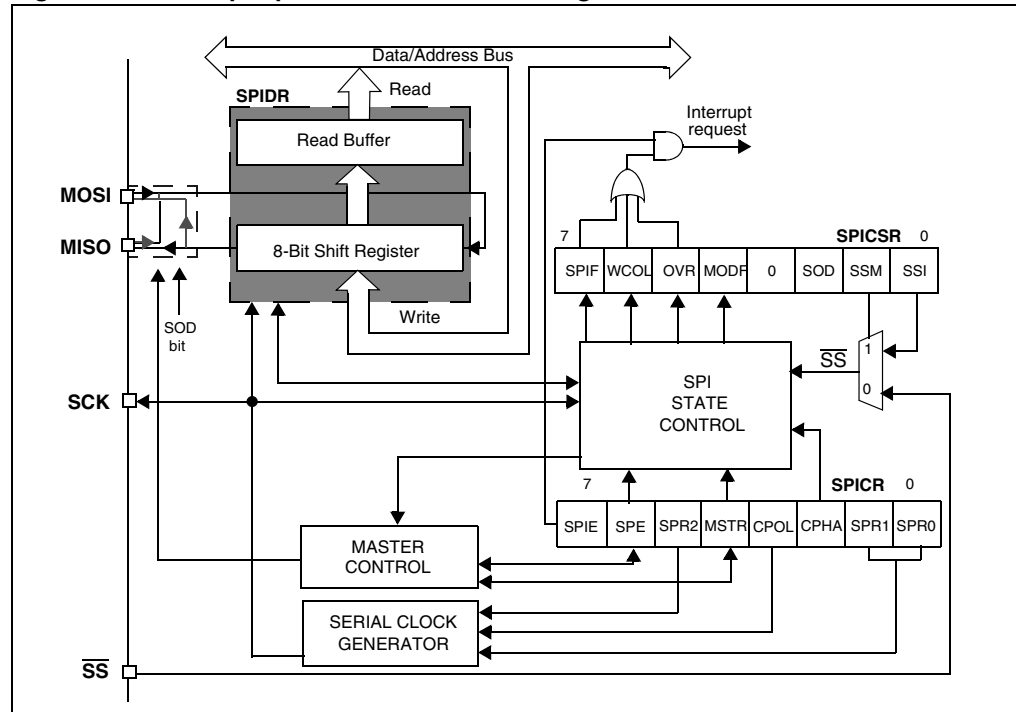 Data/Address Bus
SPIDR
Read
Read Buffer
Interrupt
request
MOSI
MISO
8-Bit Shift Register
7
SPICSR
0
SPIF
WCOL
OVR
MODF
0
SOD
SSM
SSI
Write
SOD
bit
SS
1
0
SCK
SPI
STATE
CONTROL
7
SPICR
0
SPIE
SPE
SPR2
MSTR
CPOL
CPHA
SPR1
SPR0
MASTER
CONTROL
SERIAL CLOCK
GENERATOR
SS